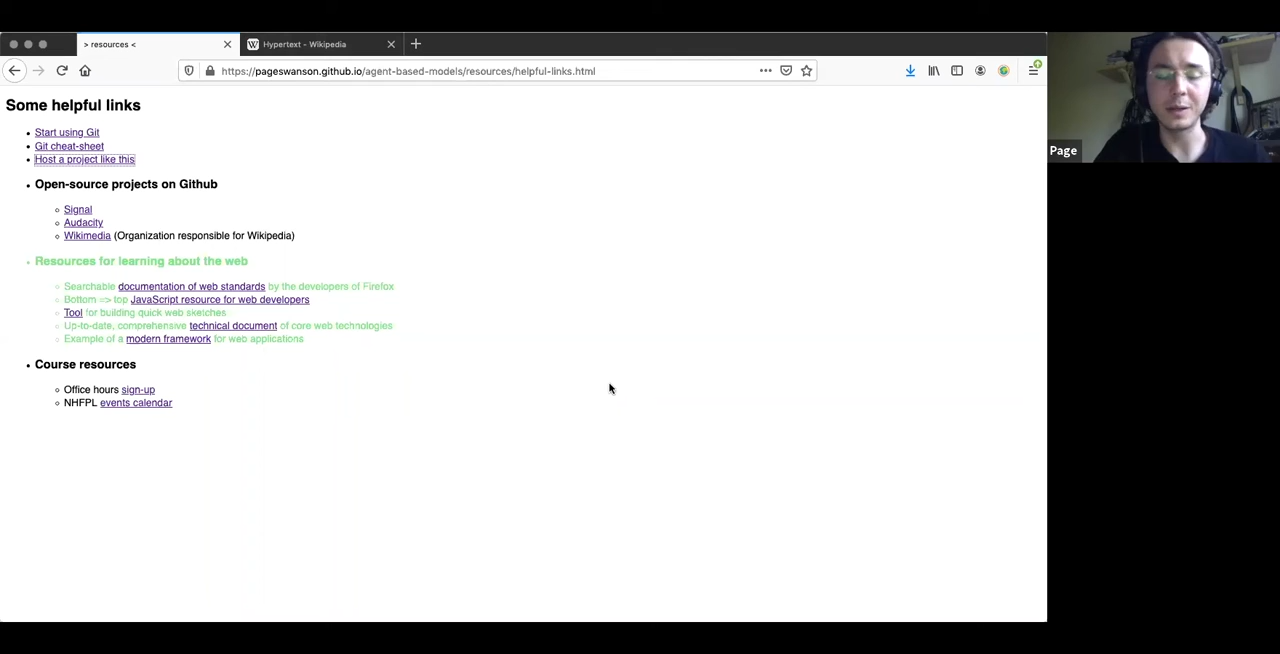 > resources <
Hypertext - Wikipedia
https://pageswanson.github.io/agent-based-models/resources/helpful-links.html
Some helpful links
Start using Git
Git cheat-sheet
Host a project like this
Open-source projects on Github
Signal
Audacity
Wikimedia (Organization responsible for Wikipedia)
Resources for learning about the web
Searchable documentation of web standards by the developers of Firefox
Bottom => top JavaScript resource for web developers
Tool for building quick web sketches
Up-to-date, comprehensive technical document of core web technologies
Example of a modern framework for web applications
Course resources
Office hours sign-up
NHFPL events calendar
Page